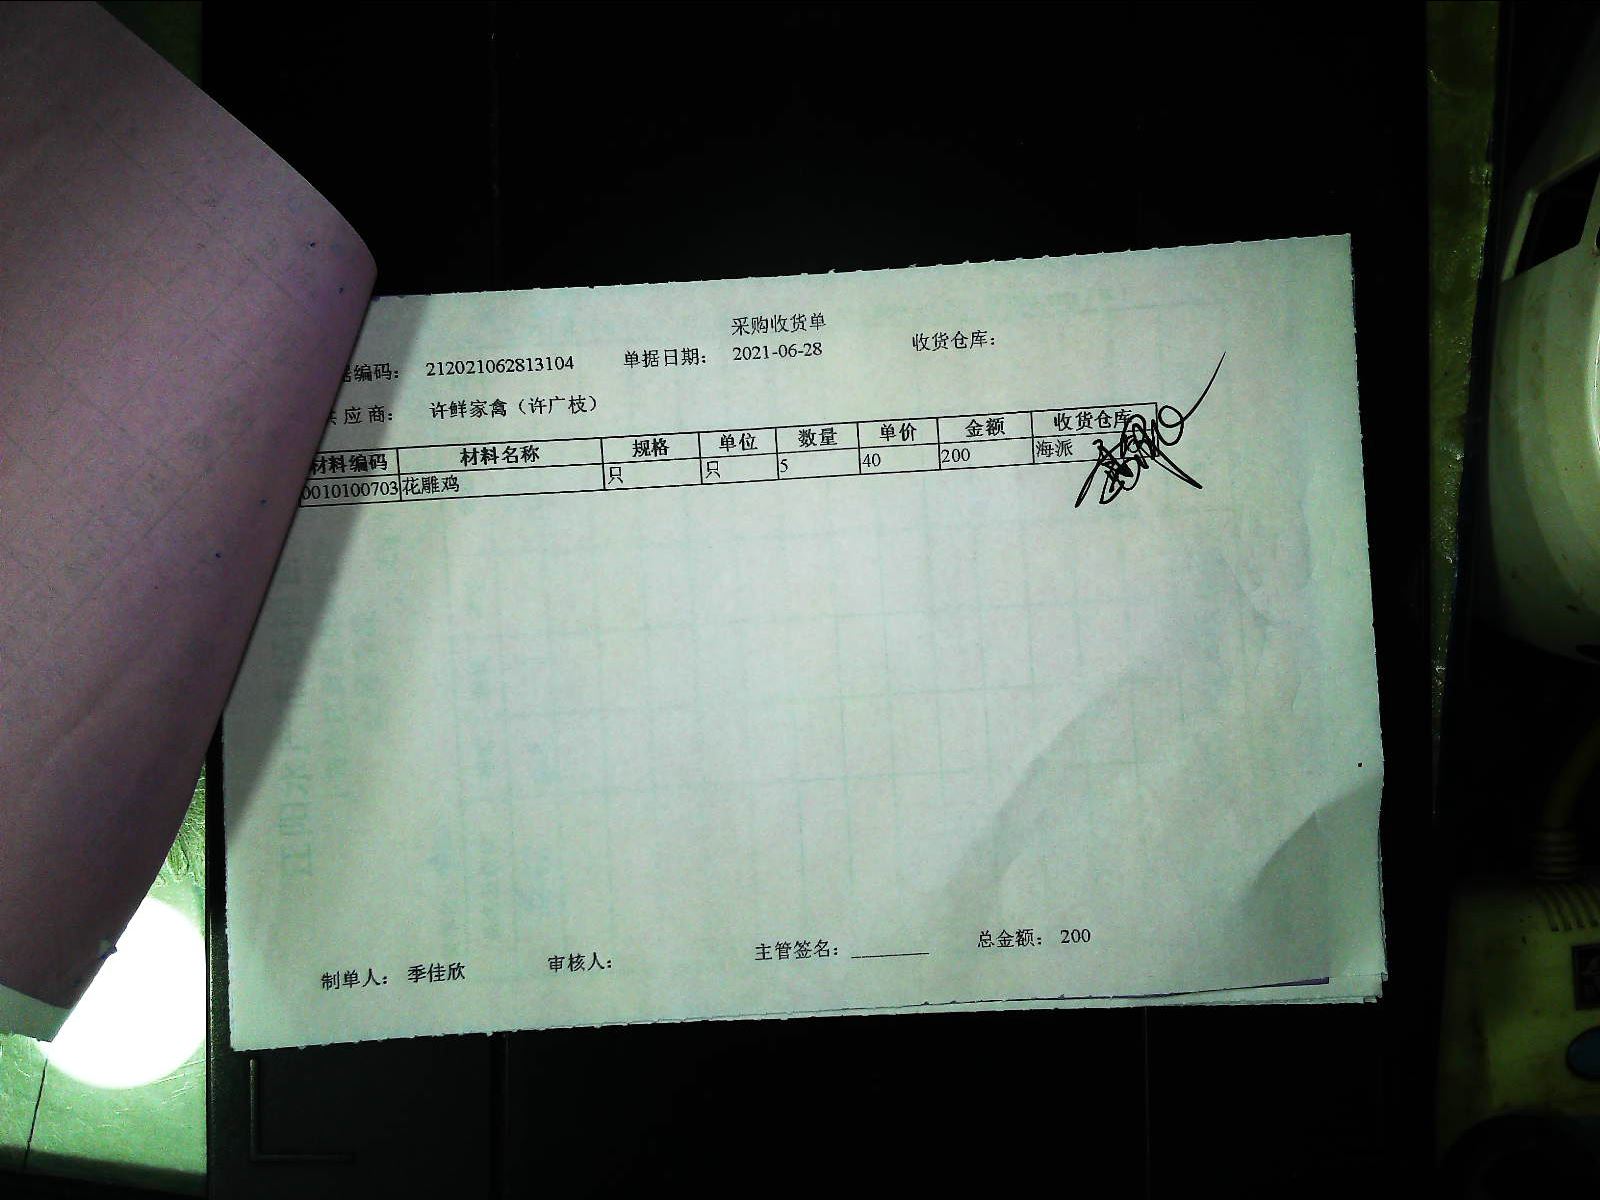 采购收货单
编码： 212021062813104 单据日期： 2021-06-28 收货仓库：
应商： 许鲜家禽（许广枝）
材料编码 材料名称 规格 单位 数量 单价 金额 收货仓库
0010100703 花雕鸡 只 只 5 40 200 海派
制单人： 季佳欣 审核人： 主管签名： 总金额： 200